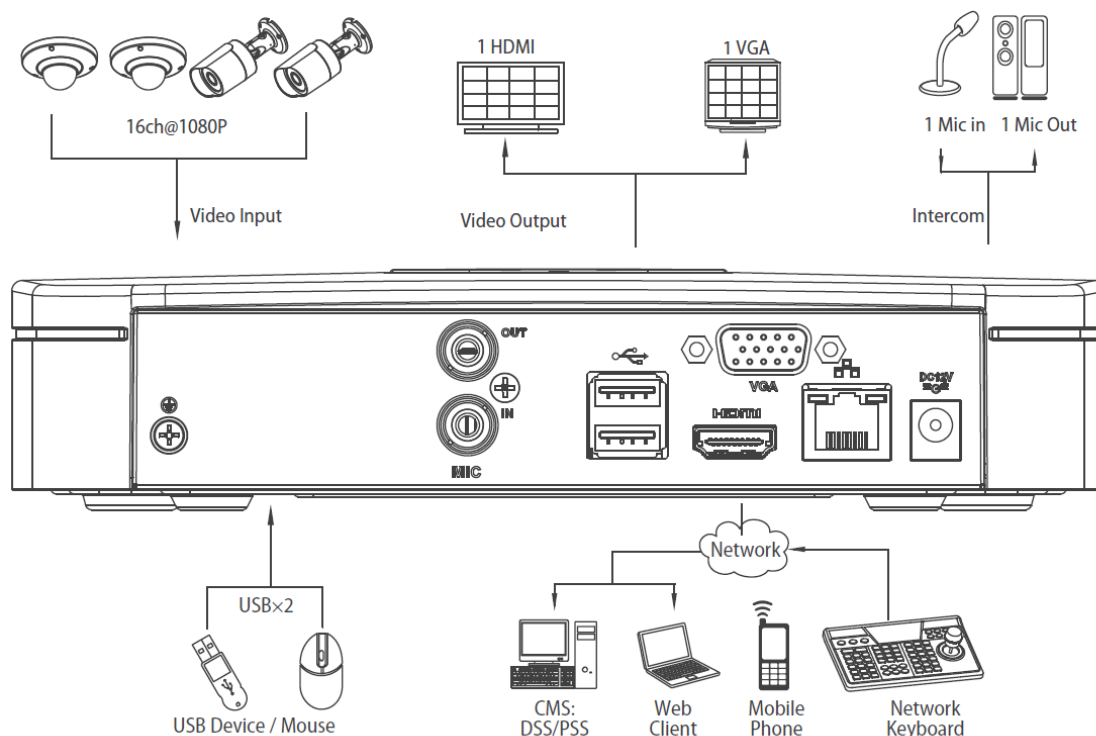 1 HDMI
1 VGA
16ch@1080P
1 Mic in
1 Mic Out
Video Input
Video Output
Intercom
OUT
IN
MIC
VGA
HDMI
DC12V
Network
USB×2
USB Device / Mouse
CMS:
DSS/PSS
Web
Client
Mobile
Phone
Network
Keyboard